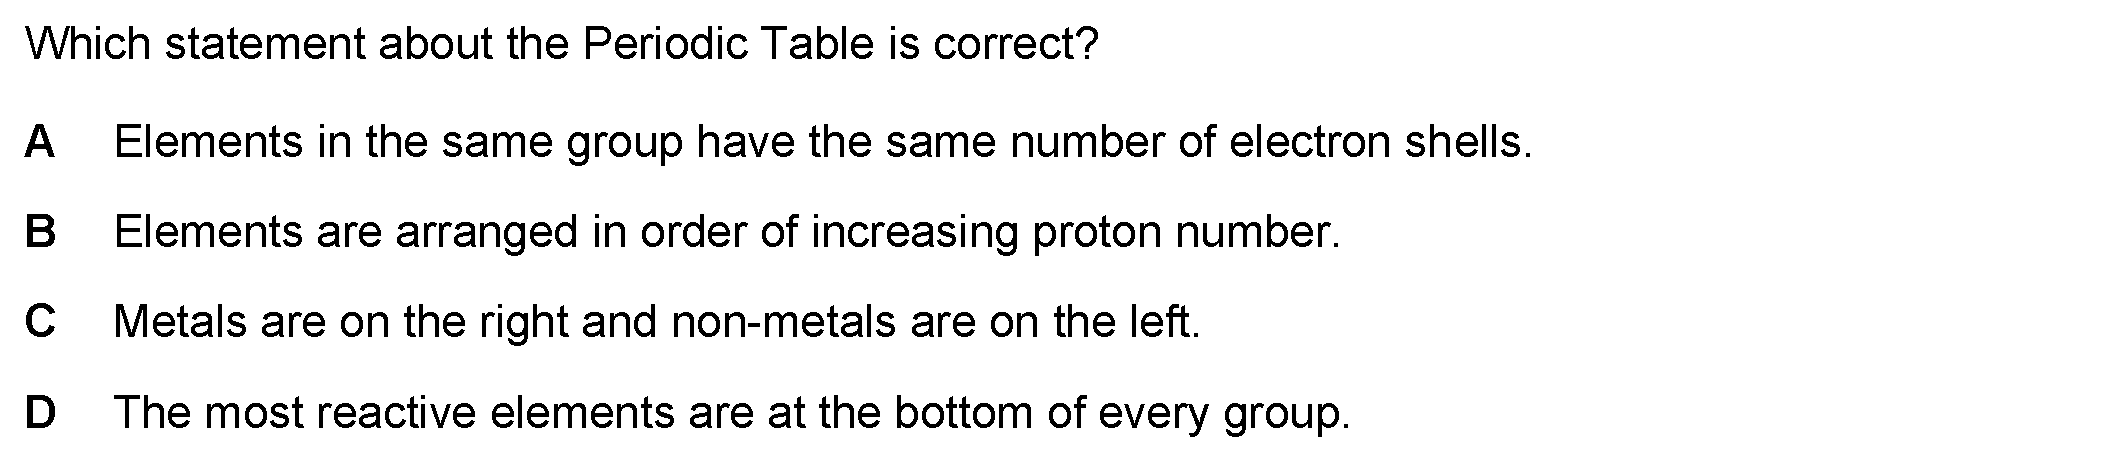 Which statement about the Periodic Table is correct?
A Elements in the same group have the same number of electron shells.
B Elements are arranged in order of increasing proton number.
C Metals are on the right and non-metals are on the left.
D The most reactive elements are at the bottom of every group.